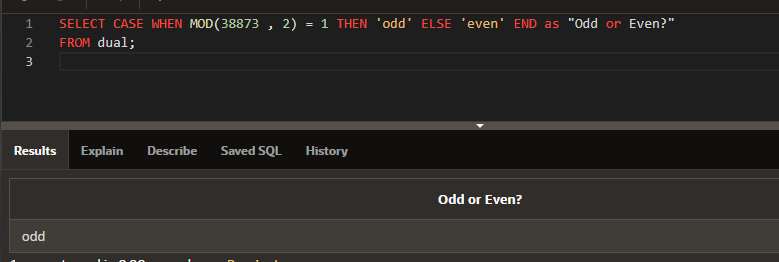 1 SELECT CASE WHEN MOD(38873 , 2) = 1 THEN 'odd' ELSE 'even' END as "Odd or Even?"
2 FROM dual;
3
Results Explain Describe Saved SQL History
Odd or Even?
odd